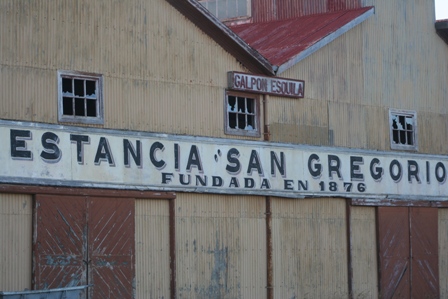 GALPON ESQUILA
ESTANCIA "SAN GREGORIO
FUNDADA EN 1876